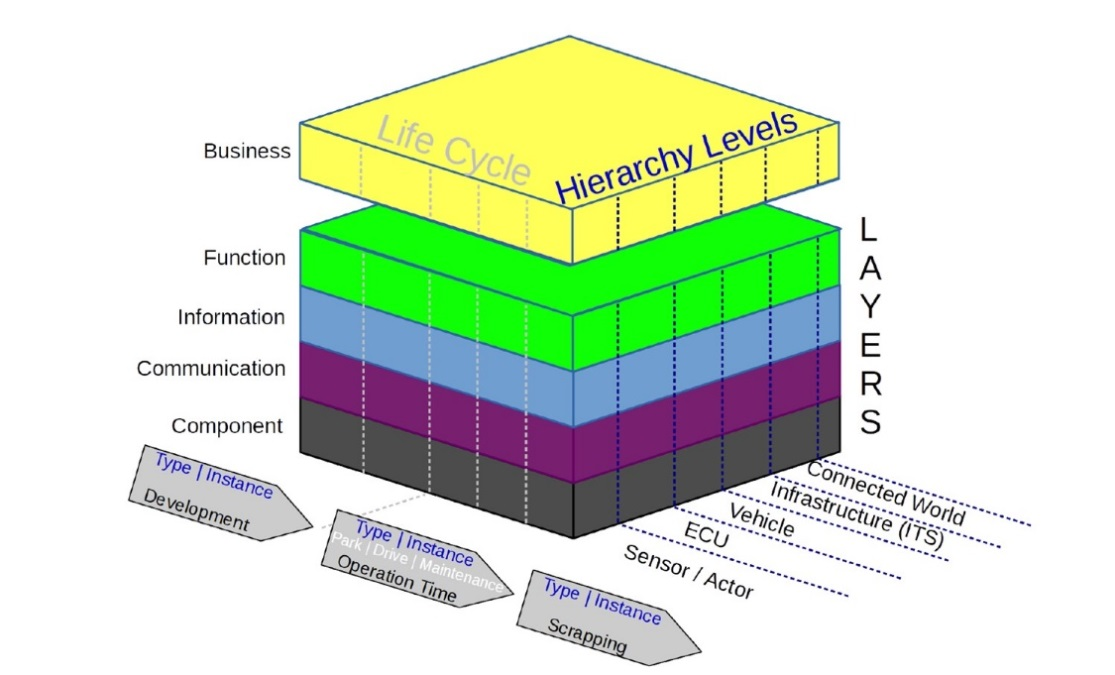 Life Cycle
Hierarchy Levels
Business
Function
Information
Communication
Component
L
A
Y
E
R
S
Type | Instance
Development
Type | Instance
Park | Drive | Maintenance
Operation Time
Type | Instance
Scrapping
Sensor / Actor
ECU
Vehicle
Infrastructure (ITS)
Connected World